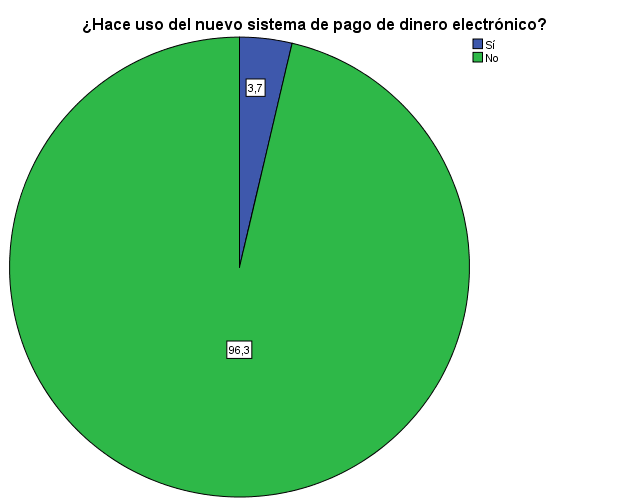 ¿Hace uso del nuevo sistema de pago de dinero electrónico?
Sí
No
3,7
96,3